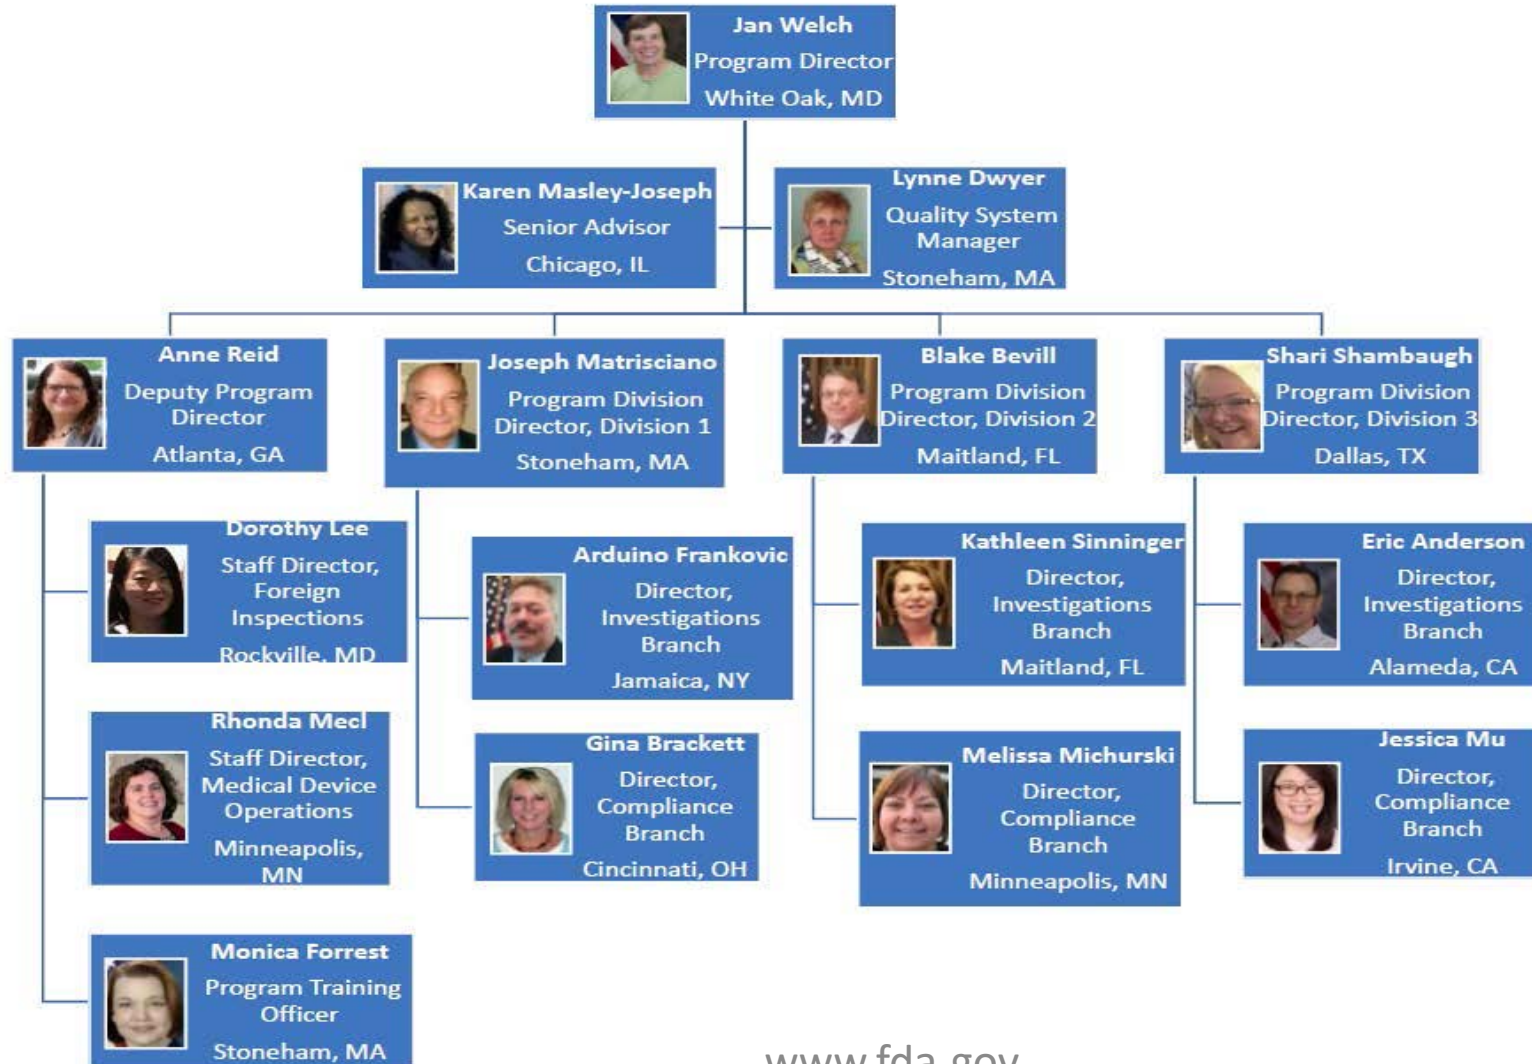 Jan Welch
Program Director
White Oak, MD
Karen Masley-Joseph
Senior Advisor
Chicago, IL
Lynne Dwyer
Quality System
Manager
Stoneham, MA
Anne Reid
Deputy Program
Director
Atlanta, GA
Joseph Matrisciano
Program Division
Director, Division 1
Stoneham, MA
Blake Bevill
Program Division
Director, Division 2
Maitland, FL
Shari Shambaugh
Program Division
Director, Division 3
Dallas, TX
Dorothy Lee
Staff Director,
Foreign
Inspections
Rockville, MD
Arduino Frankovic
Director,
Investigations
Branch
Jamaica, NY
Kathleen Sinninger
Director,
Investigations
Branch
Maitland, FL
Eric Anderson
Director,
Investigations
Branch
Alameda, CA
Rhonda Mecl
Staff Director,
Medical Device
Operations
Minneapolis,
MN
Gina Brackett
Director,
Compliance
Branch
Cincinnati, OH
Melissa Michurski
Director,
Compliance
Branch
Minneapolis, MN
Jessica Mu
Director,
Compliance
Branch
Irvine, CA
Monica Forrest
Program Training
Officer
Stoneham, MA
www.fda.gov